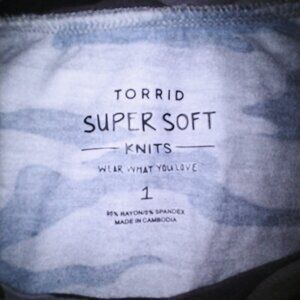 TORRID
SUPER SOFT
KNITS
WEAR WHAT YOU LOVE
1
95% RAYON/5% SPANDEX
MADE IN CAMBODIA